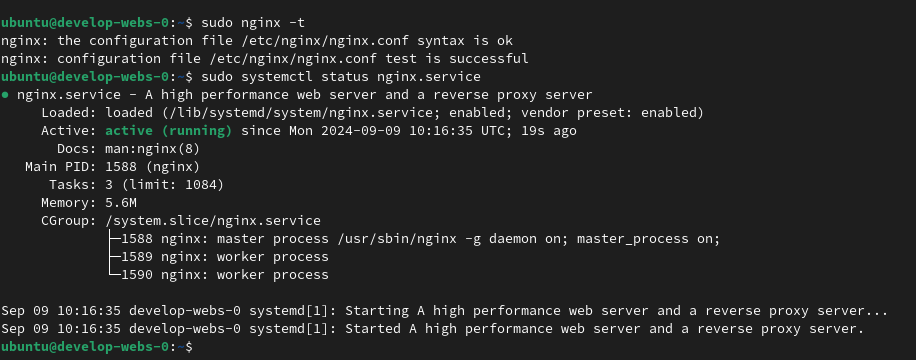 ubuntu@develop-webs-0:~$ sudo nginx -t
nginx: the configuration file /etc/nginx/nginx.conf syntax is ok
nginx: configuration file /etc/nginx/nginx.conf test is successful
ubuntu@develop-webs-0:~$ sudo systemctl status nginx.service
● nginx.service - A high performance web server and a reverse proxy server
     Loaded: loaded (/lib/systemd/system/nginx.service; enabled; vendor preset: enabled)
     Active: active (running) since Mon 2024-09-09 10:16:35 UTC; 19s ago
       Docs: man:nginx(8)
   Main PID: 1588 (nginx)
      Tasks: 3 (limit: 1084)
     Memory: 5.6M
     CGroup: /system.slice/nginx.service
             ├─1588 nginx: master process /usr/sbin/nginx -g daemon on; master_process on;
             ├─1589 nginx: worker process
             └─1590 nginx: worker process
Sep 09 10:16:35 develop-webs-0 systemd[1]: Starting A high performance web server and a reverse proxy server...
Sep 09 10:16:35 develop-webs-0 systemd[1]: Started A high performance web server and a reverse proxy server.
ubuntu@develop-webs-0:~$